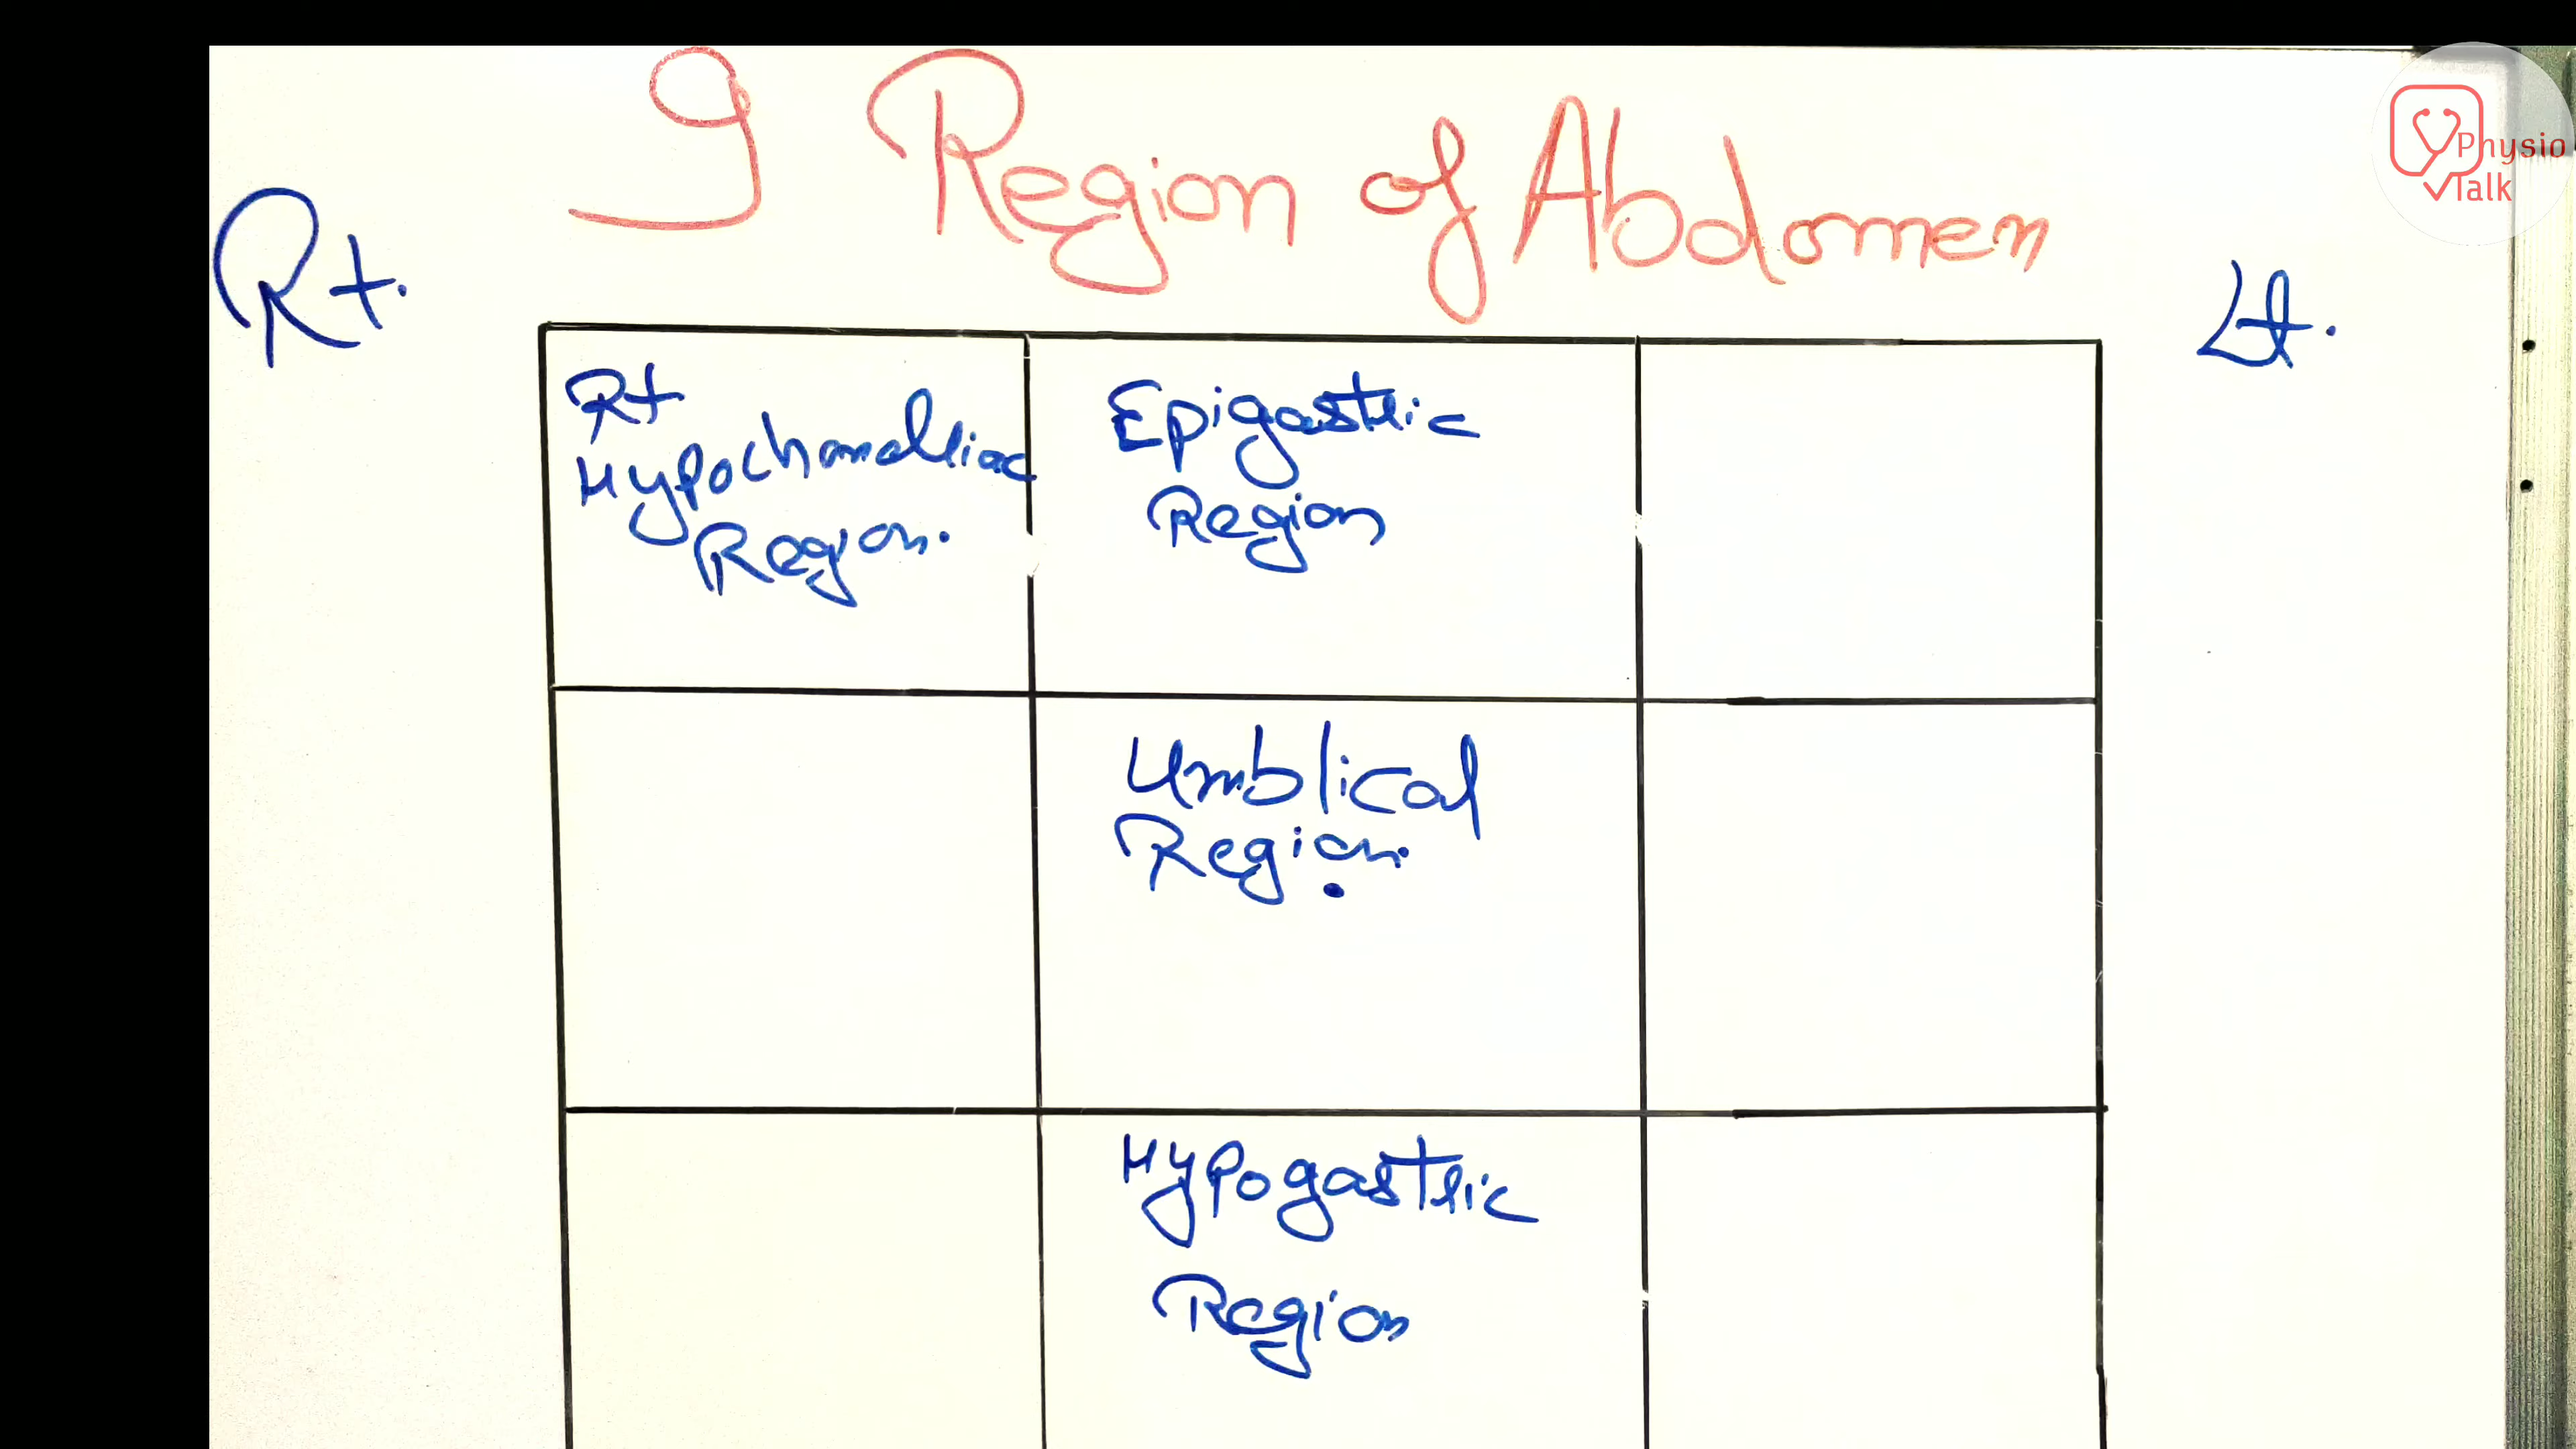 9 Region of Abdomen
Physio
Talk
Rt.
Lt.
Rt
Hypochondriac
Region.
Epigastric
Region
Umblical
Region.
Hypogastric
Region